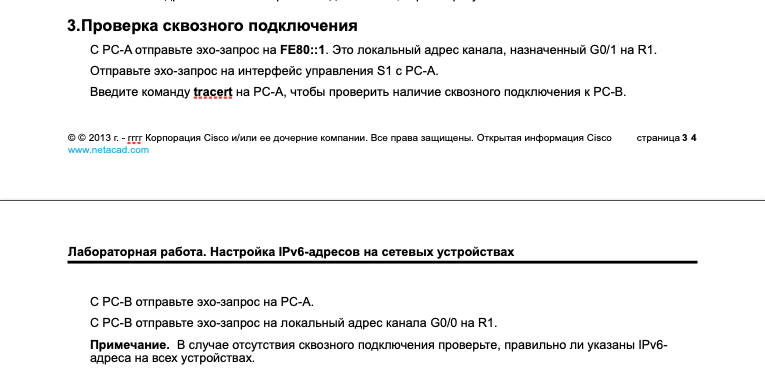 3.Проверка сквозного подключения
С PC-A отправьте эхо-запрос на FE80::1. Это локальный адрес канала, назначенный G0/1 на R1.
Отправьте эхо-запрос на интерфейс управления S1 с PC-A.
Введите команду tracert на PC-A, чтобы проверить наличие сквозного подключения к PC-B.
© © 2013 г. - гггг Корпорация Cisco и/или ее дочерние компании. Все права защищены. Открытая информация Cisco страница 3 4
www.netacad.com
Лабораторная работа. Настройка IPv6-адресов на сетевых устройствах
С PC-B отправьте эхо-запрос на PC-A.
С PC-B отправьте эхо-запрос на локальный адрес канала G0/0 на R1.
Примечание. В случае отсутствия сквозного подключения проверьте, правильно ли указаны IPv6-
адреса на всех устройствах.